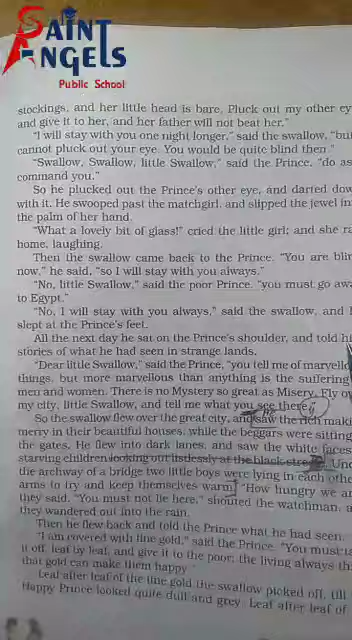 SAINT
ANGELS
Public School
stockings, and her little head is bare. Pluck out my other ey
and give it to her, and her father will not beat her."
"I will stay with you one night longer," said the swallow, "but
cannot pluck out your eye. You would be quite blind then."
"Swallow, Swallow, little Swallow," said the Prince, "do as
command you."
So he plucked out the Prince's other eye, and darted dow
with it. He swooped past the matchgirl, and slipped the jewel in
the palm of her hand.
"What a lovely bit of glass!" cried the little girl; and she ra
home, laughing.
Then the swallow came back to the Prince. "You are blin
now," he said, "so I will stay with you always."
"No, little Swallow," said the poor Prince, "you must go awa
to Egypt."
"No, I will stay with you always," said the swallow, and h
slept at the Prince's feet.
All the next day he sat on the Prince's shoulder, and told hi
stories of what he had seen in strange lands.
"Dear little Swallow," said the Prince, "you tell me of marvello
things, but more marvellous than anything is the suffering
men and women. There is no Mystery so great as Misery. Fly ov
my city, little Swallow, and tell me what you see there."
So the swallow flew over the great city, and saw the rich maki
merry in their beautiful houses, while the beggars were sitting
the gates. He flew into dark lanes, and saw the white faces
starving children looking out listlessly at the black Und
the archway of a bridge two little boys were lying in each othe
arms to try and keep themselves warm. "How hungry we ar
they said. "You must not lie here," shouted the watchman, a
they wandered out into the rain.
Then he flew back and told the Prince what he had seen.
"I am covered with fine gold," said the Prince. "You must ta
it off, leaf by leaf, and give it to the poor; the living always th
that gold can make them happy."
Leaf after leaf of the fine gold the swallow picked off, till
Happy Prince looked quite dull and grey. Leaf after leaf of